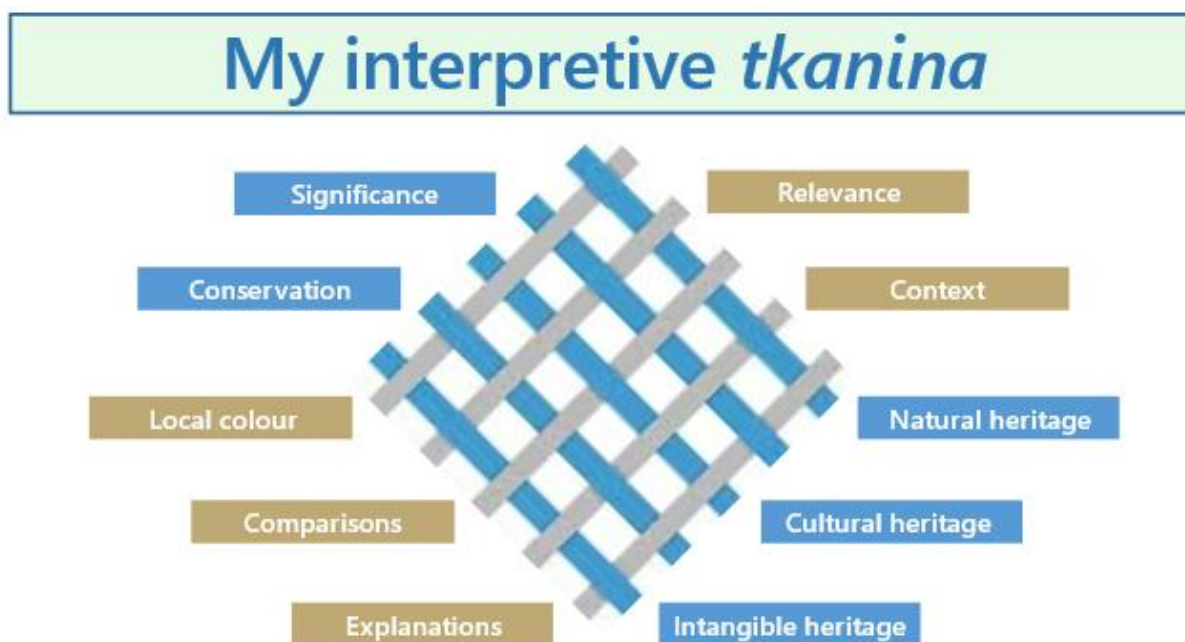 My interpretive tkanina
Significance
Relevance
Conservation
Context
Local colour
Natural heritage
Comparisons
Cultural heritage
Explanations
Intangible heritage